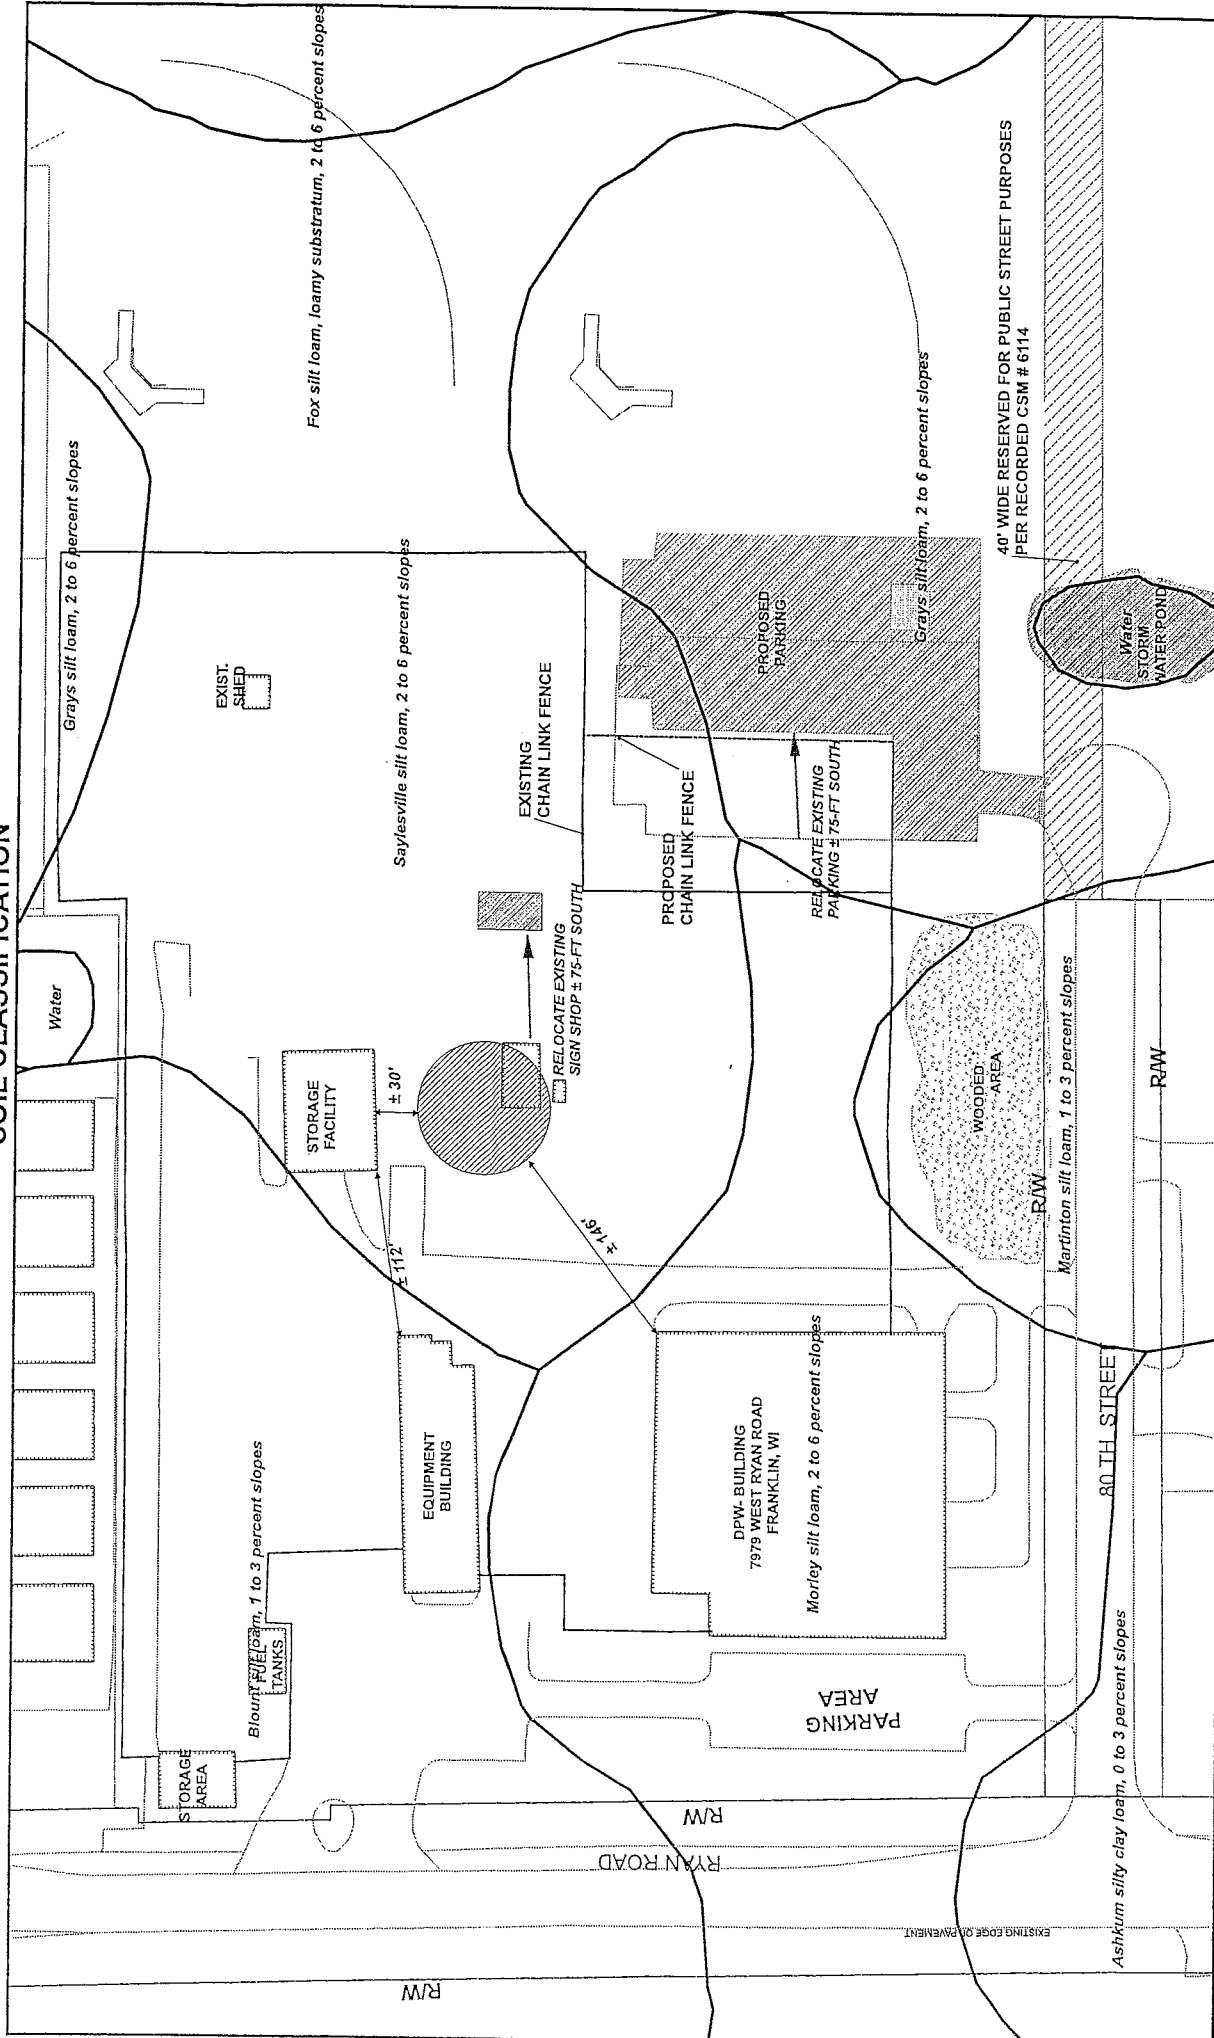 SOIL CLASSIFICATION
Fox silt loam, loamy substratum, 2 to 6 percent slopes
Grays silt loam, 2 to 6 percent slopes
EXIST.
SHED
Saylesville silt loam, 2 to 6 percent slopes
EXISTING
CHAIN LINK FENCE
PROPOSED
CHAIN LINK FENCE
PROPOSED
PARKING
Grays silt loam, 2 to 6 percent slopes
40' WIDE RESERVED FOR PUBLIC STREET PURPOSES
PER RECORDED CSM # 6114
Water
STORM
WATER POND
RELOCATE EXISTING
PARKING ± 75-FT SOUTH
RELOCATE EXISTING
SIGN SHOP ± 75-FT SOUTH
Water
STORAGE
FACILITY
± 30'
± 112'
± 146'
WOODED
AREA
R/W
Martinton silt loam, 1 to 3 percent slopes
R/W
EQUIPMENT
BUILDING
DPW- BUILDING
7979 WEST RYAN ROAD
FRANKLIN, WI
Morley silt loam, 2 to 6 percent slopes
80 TH STREET
Blount silt loam, 1 to 3 percent slopes
FUEL
TANKS
STORAGE
AREA
PARKING
AREA
R/W
RYAN ROAD
EXISTING EDGE OF PAVEMENT
Ashkum silty clay loam, 0 to 3 percent slopes
R/W